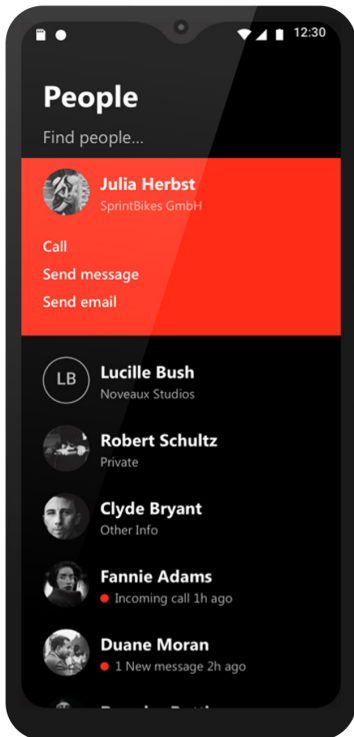 12:30
People
Find people...
Julia Herbst
SprintBikes GmbH
Call
Send message
Send email
LB
Lucille Bush
Noveaux Studios
Robert Schultz
Private
Clyde Bryant
Other Info
Fannie Adams
Incoming call 1h ago
Duane Moran
1 New message 2h ago